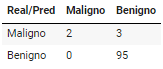 Real/Pred Maligno Benigno
Maligno 2 3
Benigno 0 95